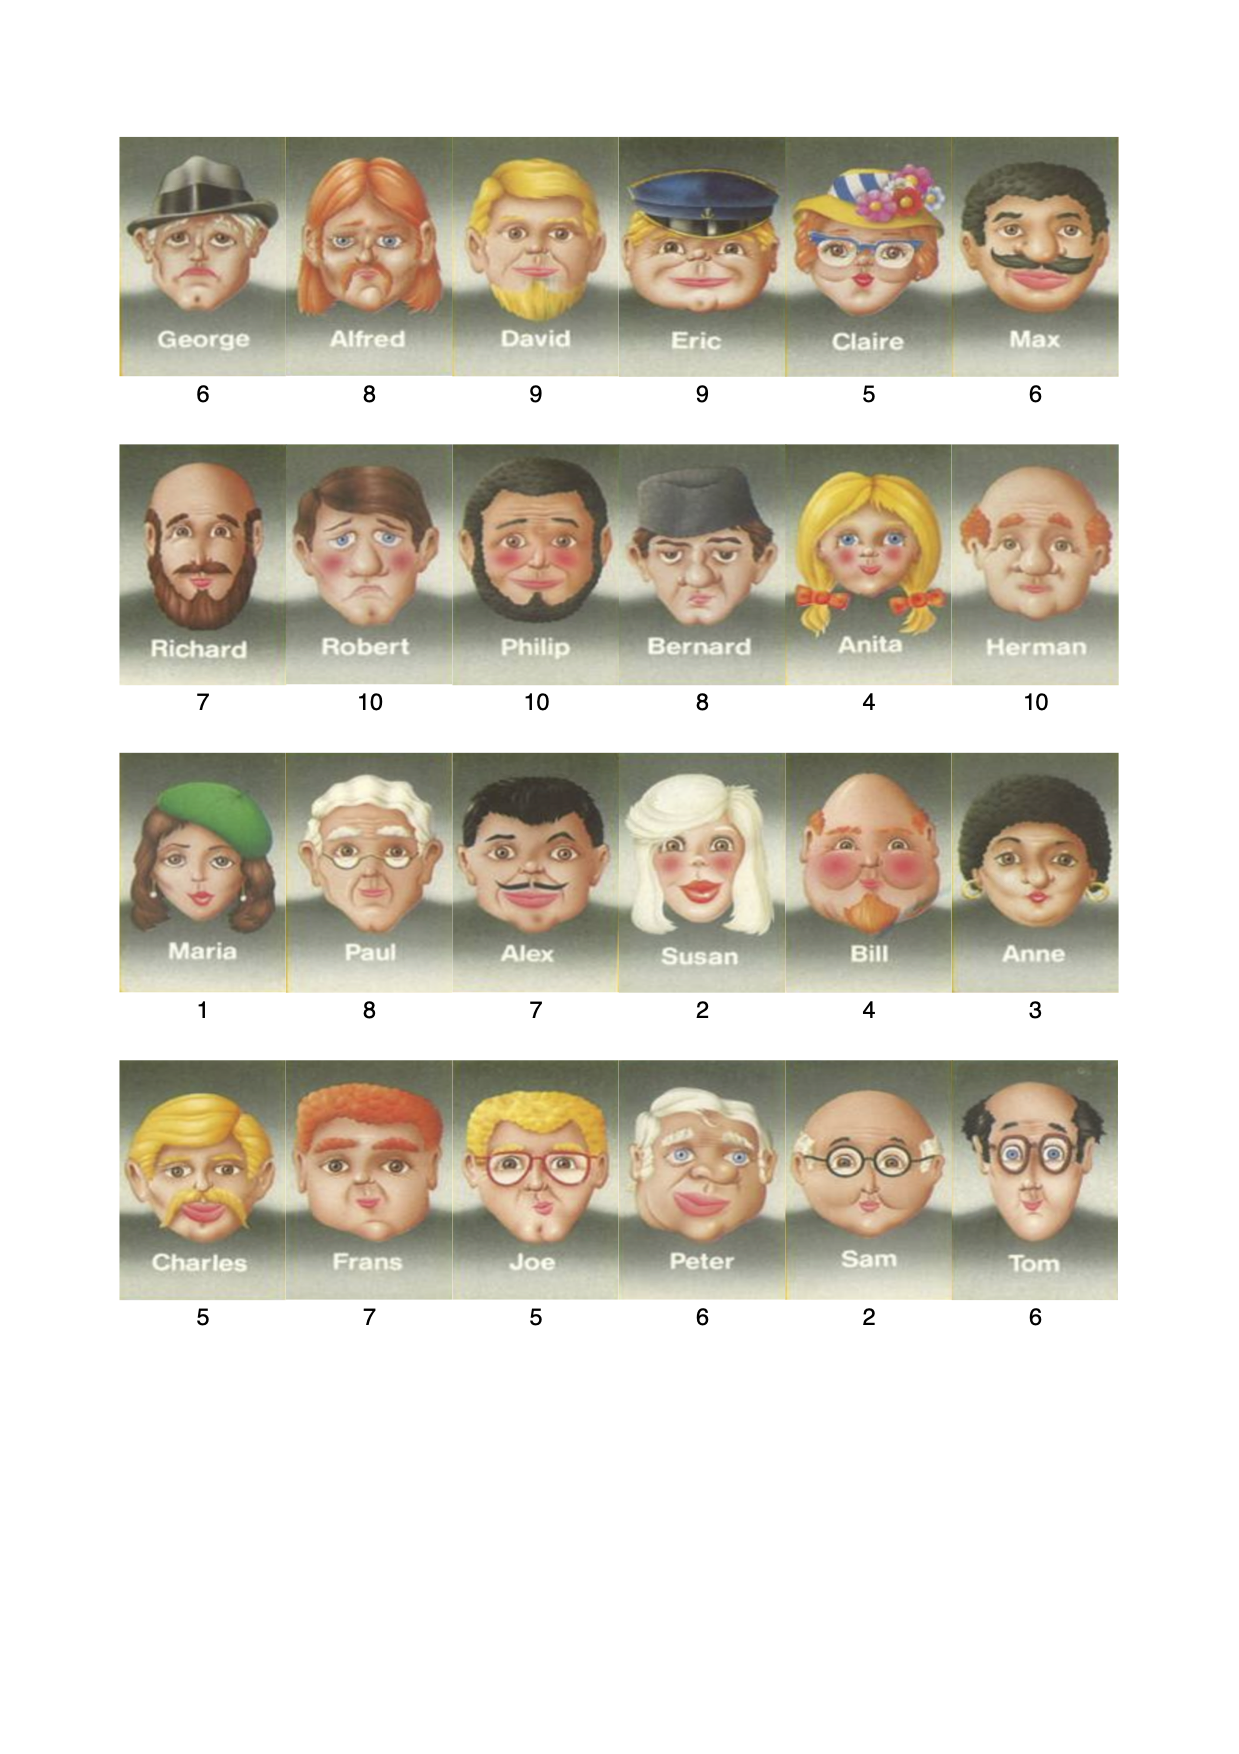 George Alfred David Eric Claire Max
6 8 9 9 5 6
Richard Robert Philip Bernard Anita Herman
7 10 10 8 4 10
Maria Paul Alex Susan Bill Anne
1 8 7 2 4 3
Charles Frans Joe Peter Sam Tom
5 7 5 6 2 6